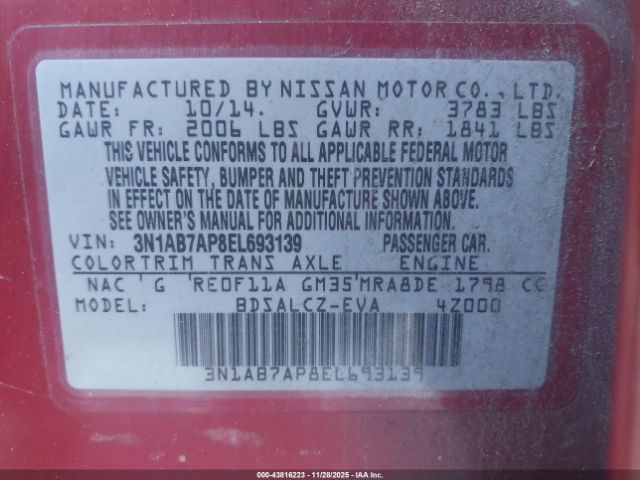 MANUFACTURED BY NISSAN MOTOR CO., LTD.
DATE: 10/14. GVWR: 3783 LBS
GAWR FR: 2006 LBS GAWR RR: 1841 LBS
THIS VEHICLE CONFORMS TO ALL APPLICABLE FEDERAL MOTOR
VEHICLE SAFETY, BUMPER AND THEFT PREVENTION STANDARDS
IN EFFECT ON THE DATE OF MANUFACTURE SHOWN ABOVE.
SEE OWNER'S MANUAL FOR ADDITIONAL INFORMATION.
VIN: 3N1AB7AP8EL693139 PASSENGER CAR.
COLOR TRIM TRANS AXLE ENGINE
NAC G RE0F11A GM35 MRA8DE 1798 CC
MODEL: BDSALCZ-EVA 4Z000
3N1AB7AP8EL693139
000-43816223 - 11/28/2025 - IAA Corp.